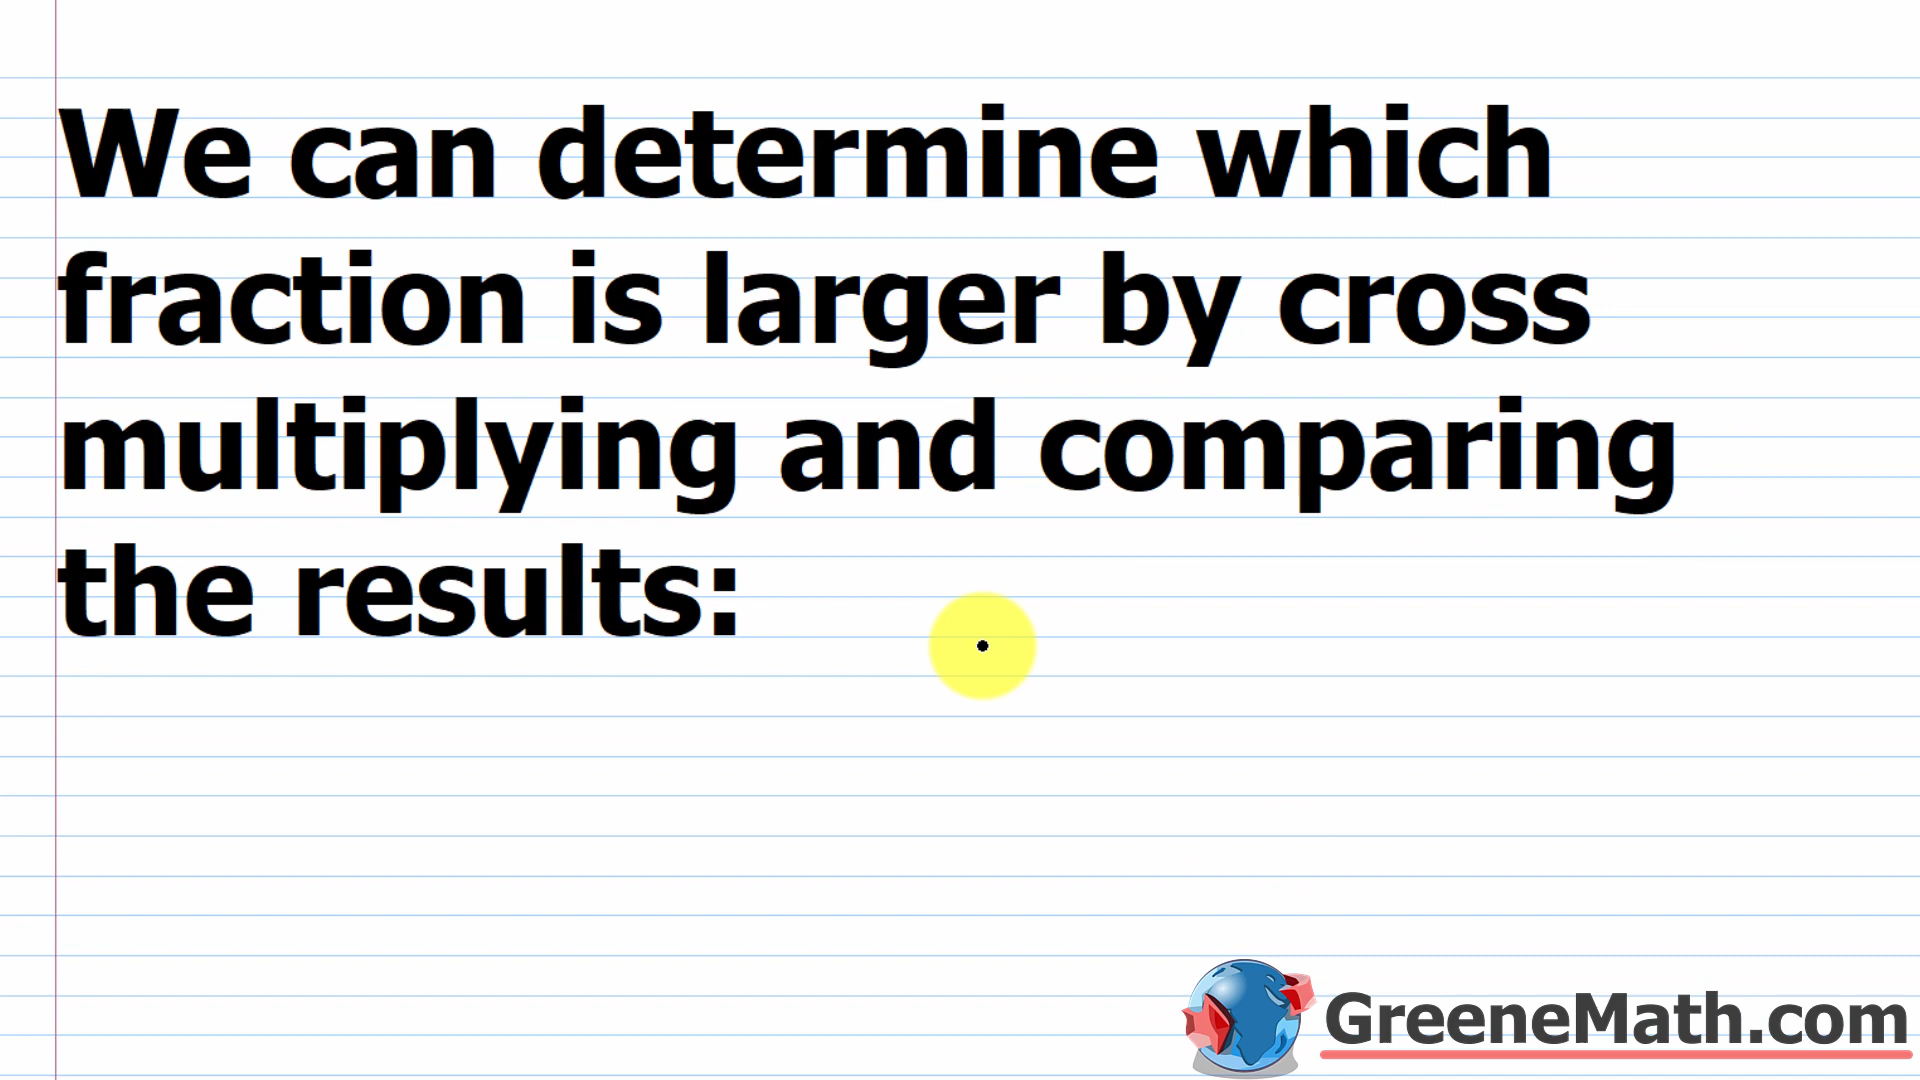 We can determine which
fraction is larger by cross
multiplying and comparing
the results:
GreeneMath.com